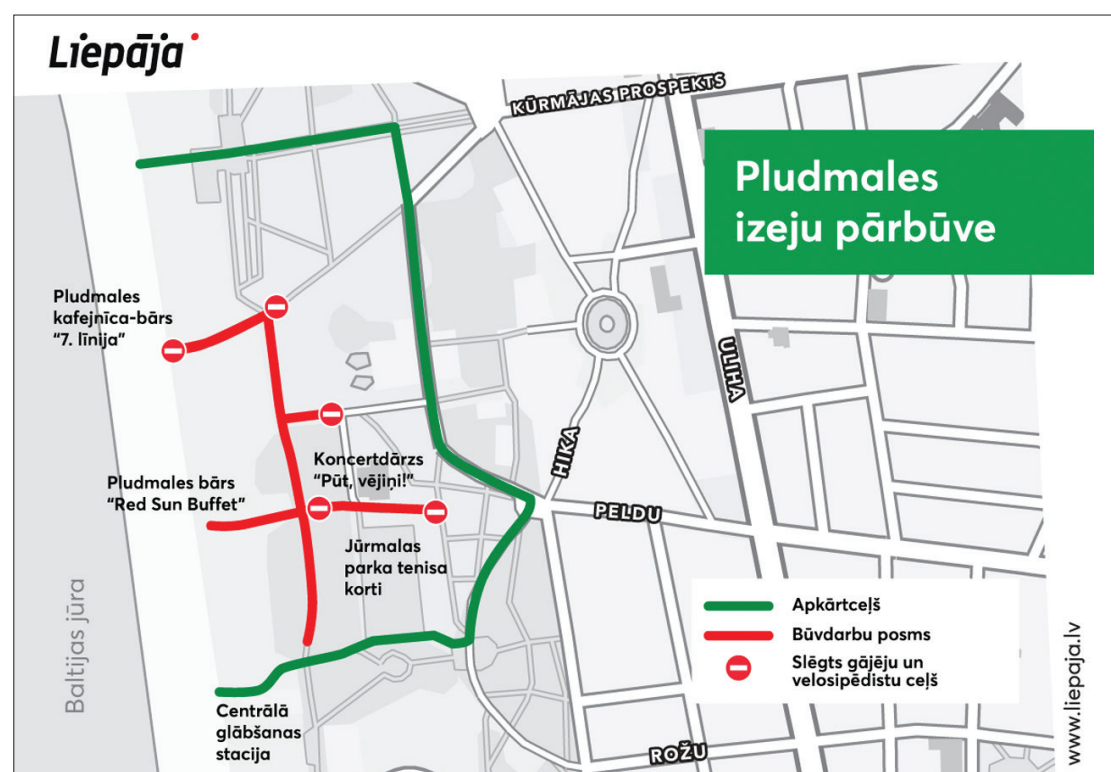 Liepāja
KŪRMĀJAS PROSPEKTS
Pludmales
izeju pārbūve
Pludmales
kafejnīca-bārs
“7. līnija”
ULIHA
HIKA
Koncertdārzs
“Pūt, vējiņi!”
Pludmales bārs
“Red Sun Buffet”
PELDU
Jūrmalas
parka tenisa
korti
Baltijas jūra
Apkārtceļš
Būvdarbu posms
Slēgts gājēju un
velosipēdistu ceļš
www.liepaja.lv
Centrālā
glābšanas
stacija
ROŽU